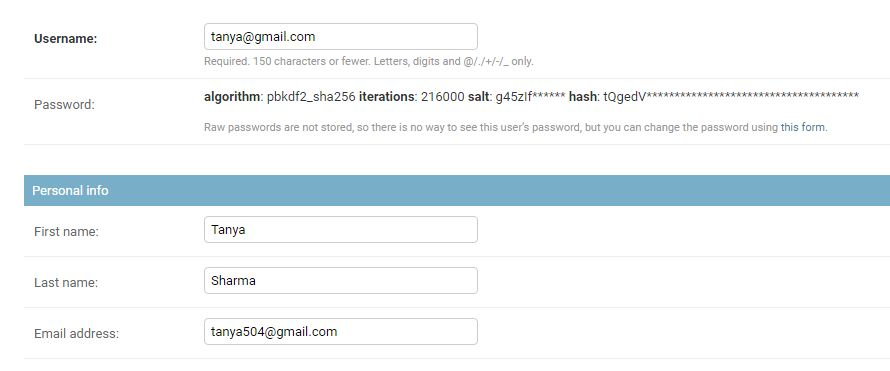 Username: tanya@gmail.com
Required. 150 characters or fewer. Letters, digits and @/./+/-/_ only.
Password: algorithm: pbkdf2_sha256 iterations: 216000 salt: g45zIf****** hash: tQgedV**************************************
Raw passwords are not stored, so there is no way to see this user’s password, but you can change the password using this form.
Personal info
First name: Tanya
Last name: Sharma
Email address: tanya504@gmail.com